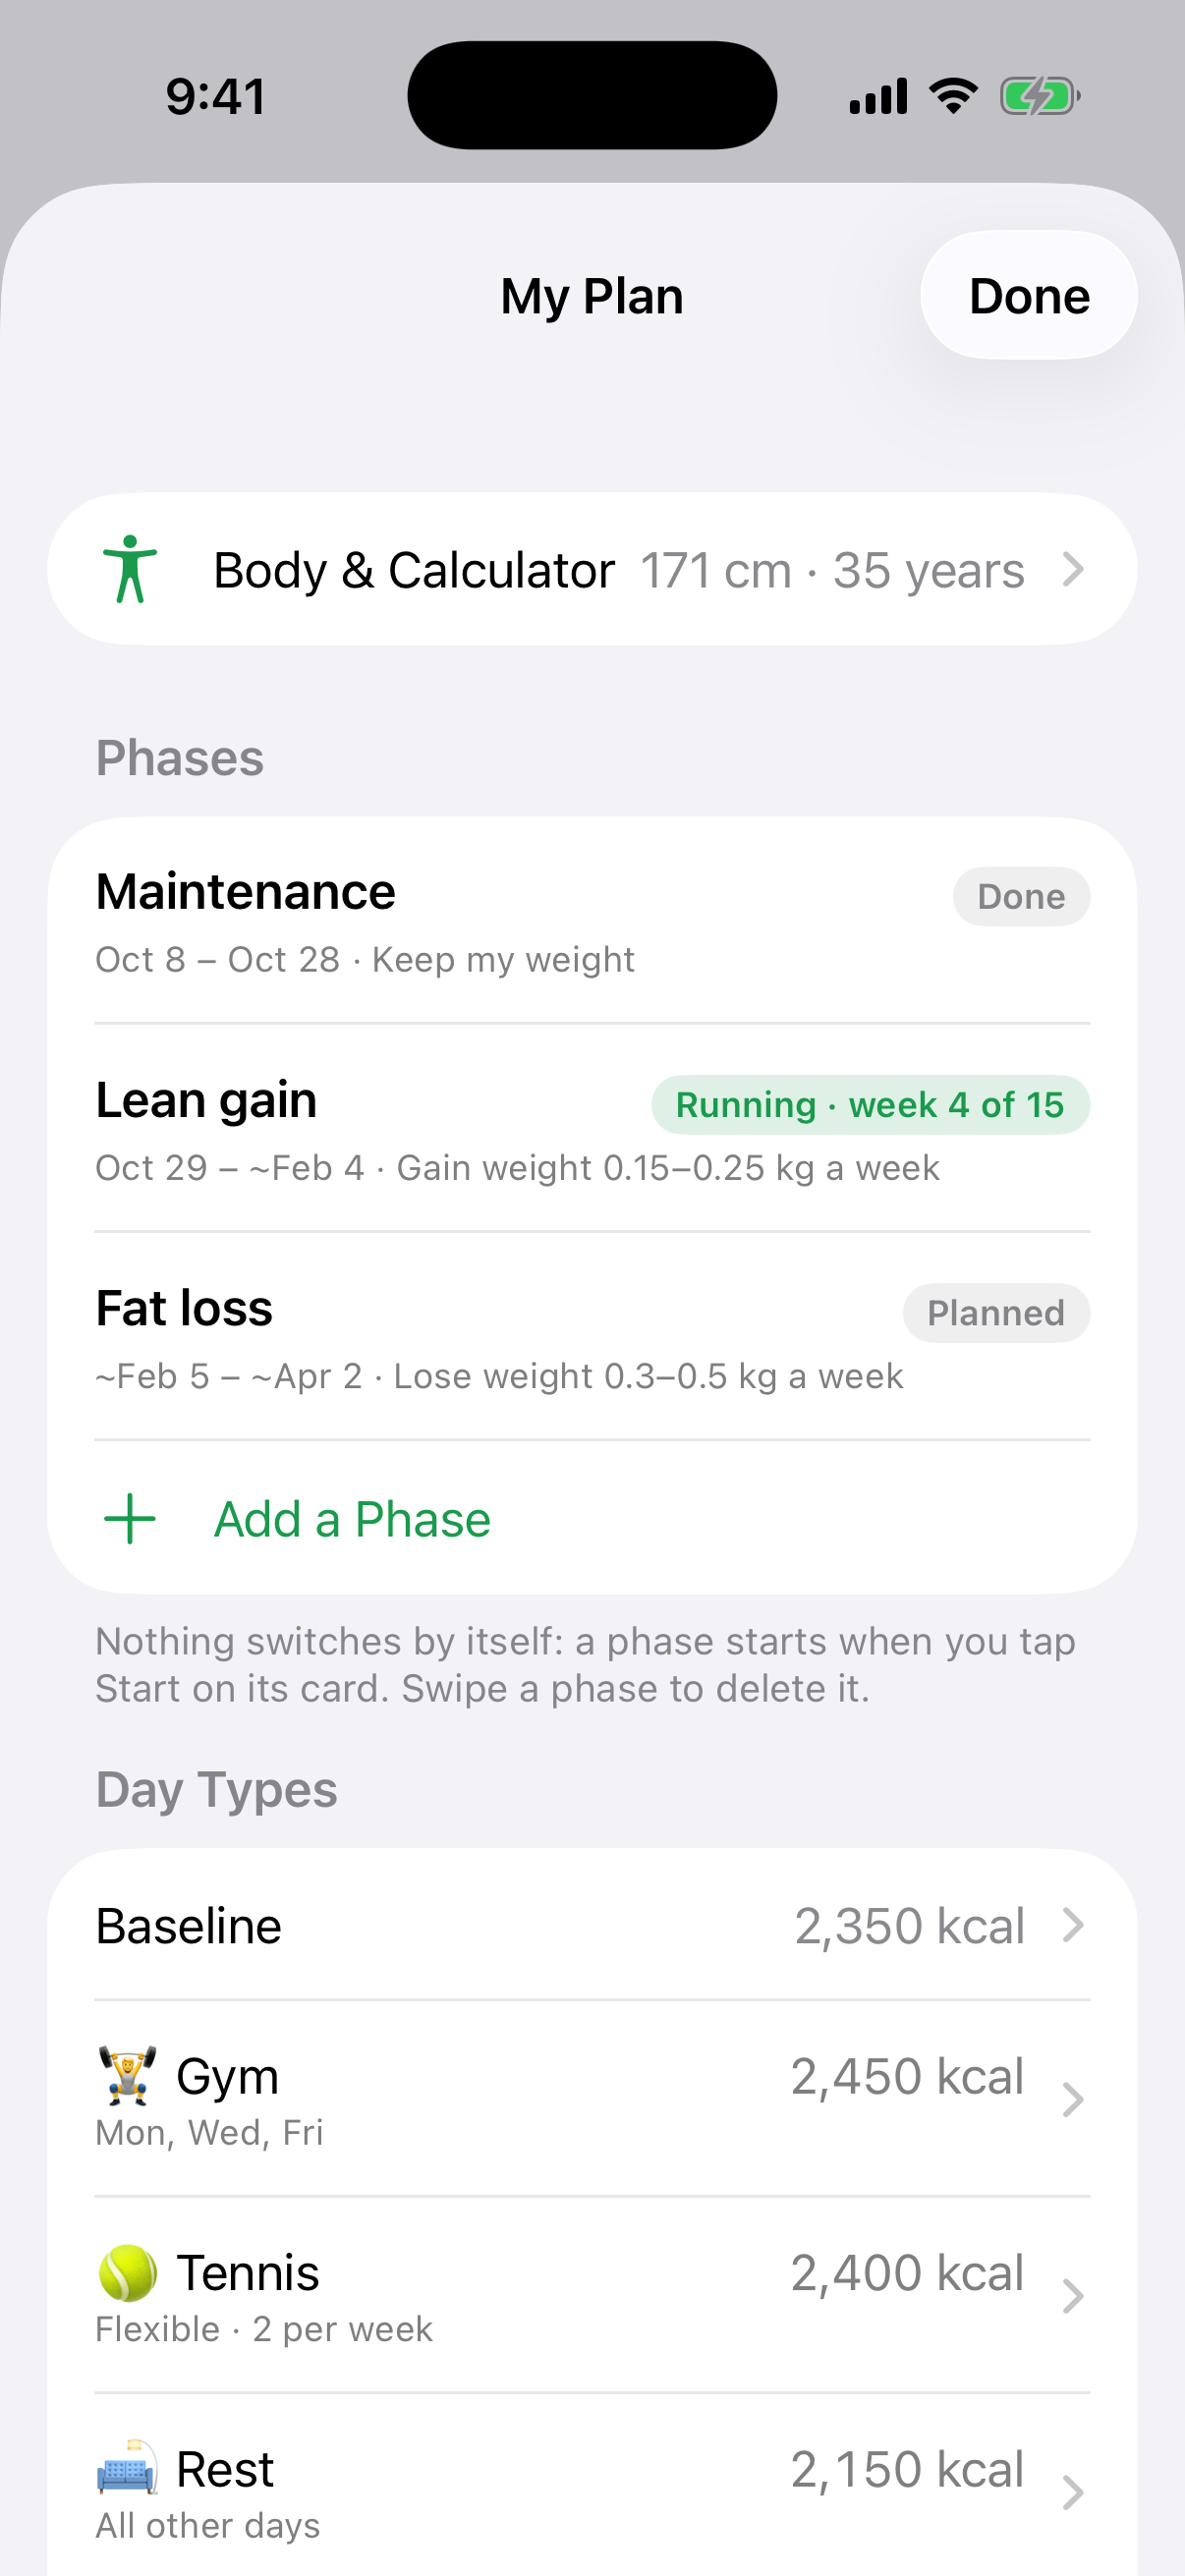 9:41
My Plan
Done
Body & Calculator 171 cm · 35 years
Phases
Maintenance
Done
Oct 8 – Oct 28 · Keep my weight
Lean gain
Running · week 4 of 15
Oct 29 – ~Feb 4 · Gain weight 0.15–0.25 kg a week
Fat loss
Planned
~Feb 5 – ~Apr 2 · Lose weight 0.3–0.5 kg a week
Add a Phase
Nothing switches by itself: a phase starts when you tap
Start on its card. Swipe a phase to delete it.
Day Types
Baseline 2,350 kcal
Gym 2,450 kcal
Mon, Wed, Fri
Tennis 2,400 kcal
Flexible · 2 per week
Rest 2,150 kcal
All other days